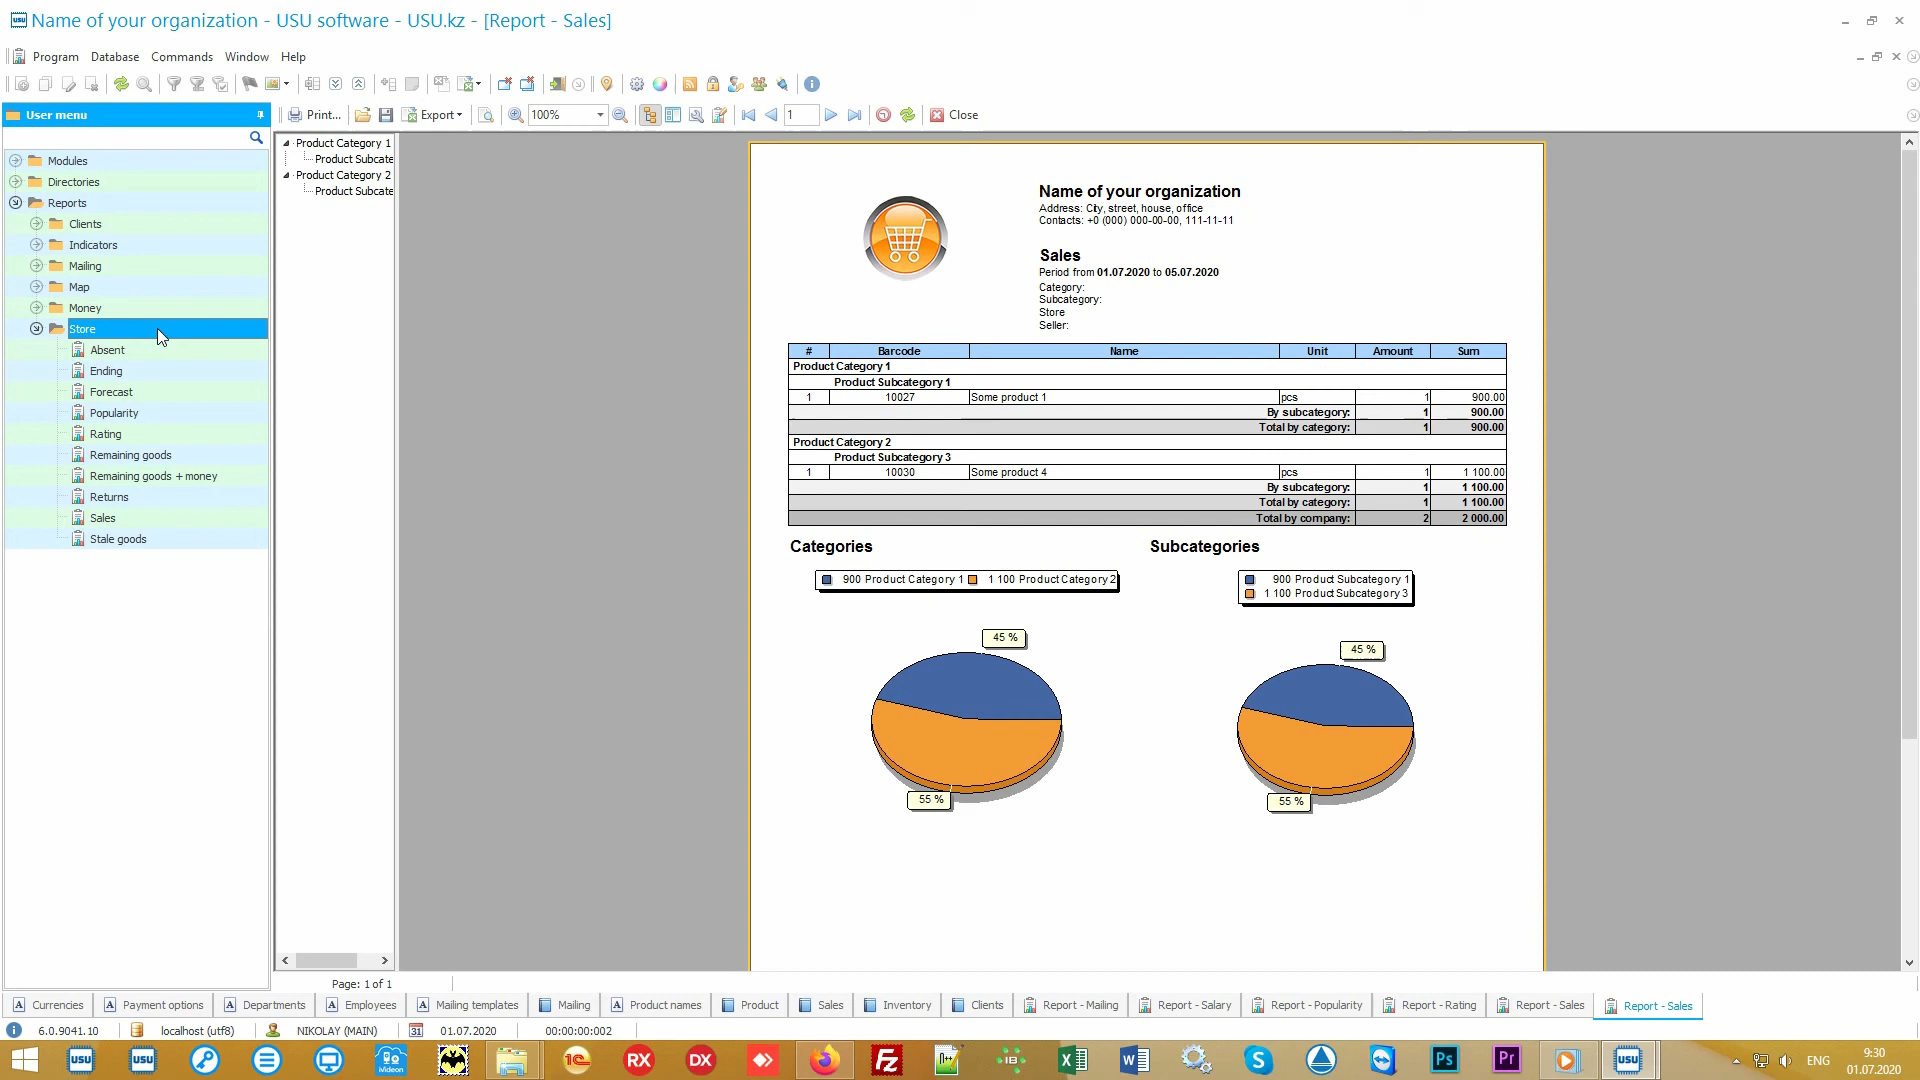 Name of your organization - USU software - USU.kz - [Report - Sales]
Program Database Commands Window Help
User menu
Print... Export 100% 1 Close
Modules
Directories
Reports
Clients
Indicators
Mailing
Map
Money
Store
Absent
Ending
Forecast
Popularity
Rating
Remaining goods
Remaining goods + money
Returns
Sales
Stale goods
Product Category 1
Product Subcate
Product Category 2
Product Subcate
Name of your organization
Address: City, street, house, office
Contacts: +0 (000) 000-00-00, 111-11-11
Sales
Period from 01.07.2020 to 05.07.2020
Category:
Subcategory:
Store
Seller:
# Barcode Name Unit Amount Sum
Product Category 1
Product Subcategory 1
1 10027 Some product 1 pcs 1 900.00
By subcategory: 1 900.00
Total by category: 1 900.00
Product Category 2
Product Subcategory 3
1 10030 Some product 4 pcs 1 1 100.00
By subcategory: 1 1 100.00
Total by category: 1 1 100.00
Total by company: 2 2 000.00
Categories
900 Product Category 1 1 100 Product Category 2
45 %
55 %
Subcategories
900 Product Subcategory 1
1 100 Product Subcategory 3
45 %
55 %
Page: 1 of 1
Currencies Payment options Departments Employees Mailing templates Mailing Product names Product Sales Inventory Clients Report - Mailing Report - Salary Report - Popularity Report - Rating Report - Sales Report - Sales
6.0.9041.10 localhost (utf8) NIKOLAY (MAIN) 31 01.07.2020 00:00:00:002
USU USU ivideon 1C RX DX Fz IB X W S Ps Pr USU ENG
9:30
01.07.2020